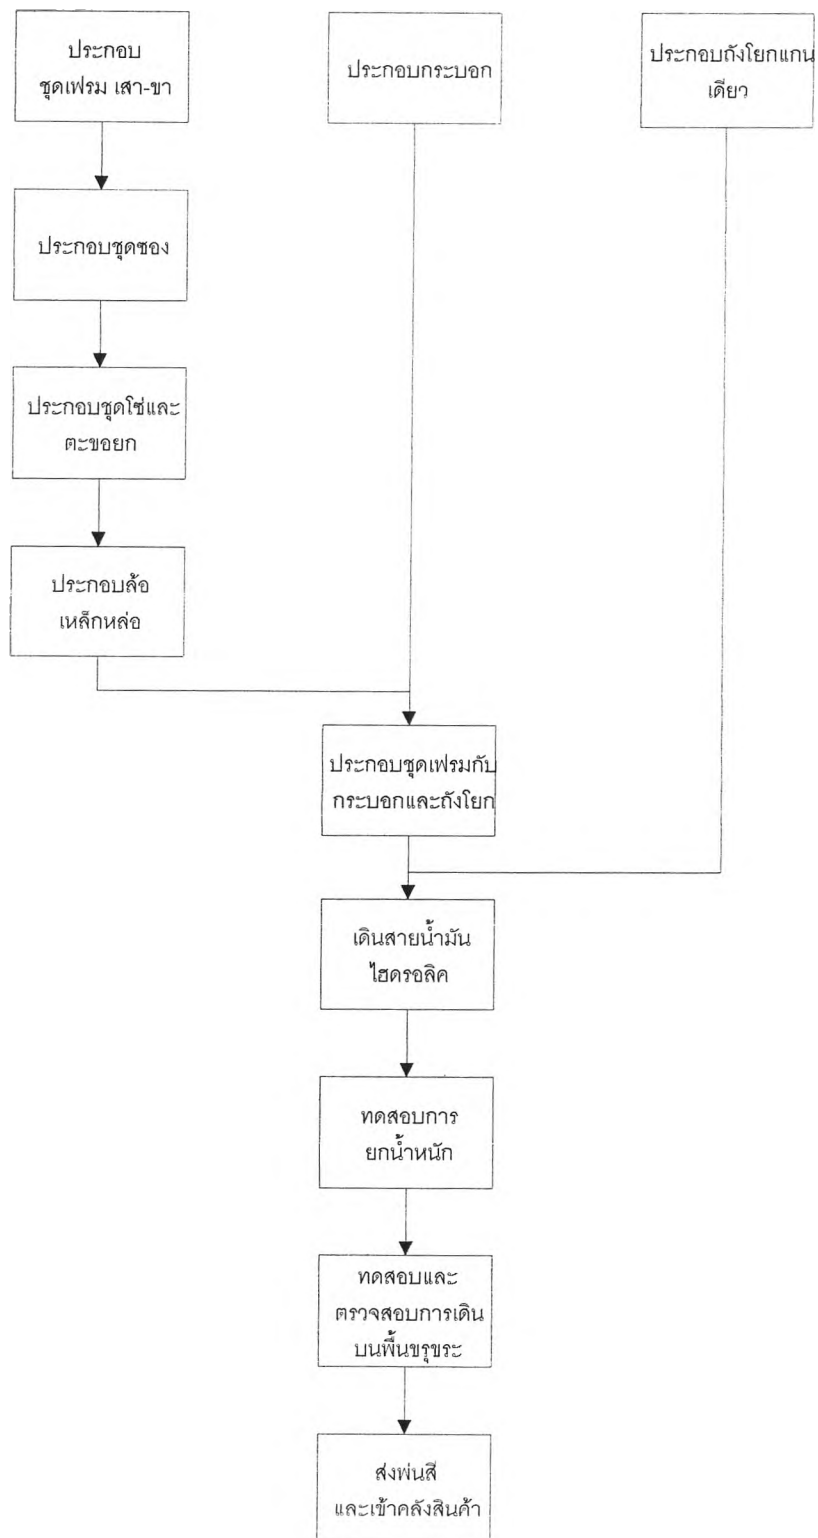 ประกอบ
ชุดเฟรม เสา-ขา
ประกอบกระบอก
ประกอบถังโยกแกน
เดียว
ประกอบชุดซอง
ประกอบชุดโซ่และ
ตะขอยก
ประกอบล้อ
เหล็กหล่อ
ประกอบชุดเฟรมกับ
กระบอกและถังโยก
เดินสายน้ำมัน
ไฮดรอลิค
ทดสอบการ
ยกน้ำหนัก
ทดสอบและ
ตรวจสอบการเดิน
บนพื้นขรุขระ
ส่งพ่นสี
และเข้าคลังสินค้า